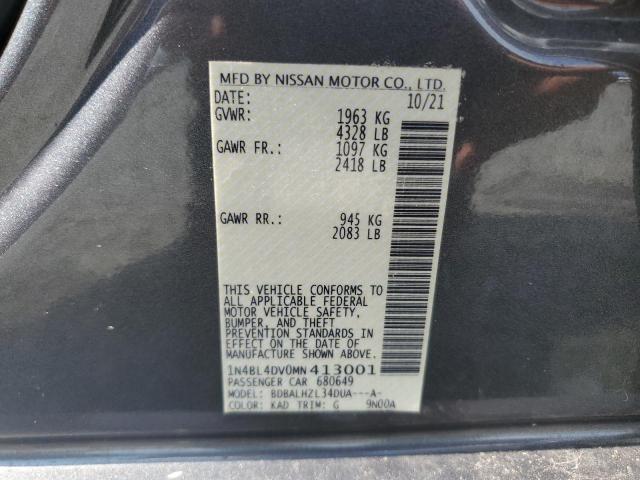 MFD BY NISSAN MOTOR CO., LTD.
DATE: 10/21
GVWR: 1963 KG
4328 LB
GAWR FR.: 1097 KG
2418 LB
GAWR RR.: 945 KG
2083 LB
THIS VEHICLE CONFORMS TO
ALL APPLICABLE FEDERAL
MOTOR VEHICLE SAFETY,
BUMPER, AND THEFT
PREVENTION STANDARDS IN
EFFECT ON THE DATE OF
MANUFACTURE SHOWN ABOVE.
1N4BL4DV0MN413001
PASSENGER CAR 680649
MODEL: BDBALHZL34DUA---A-
COLOR: KAD TRIM: G 9N00A